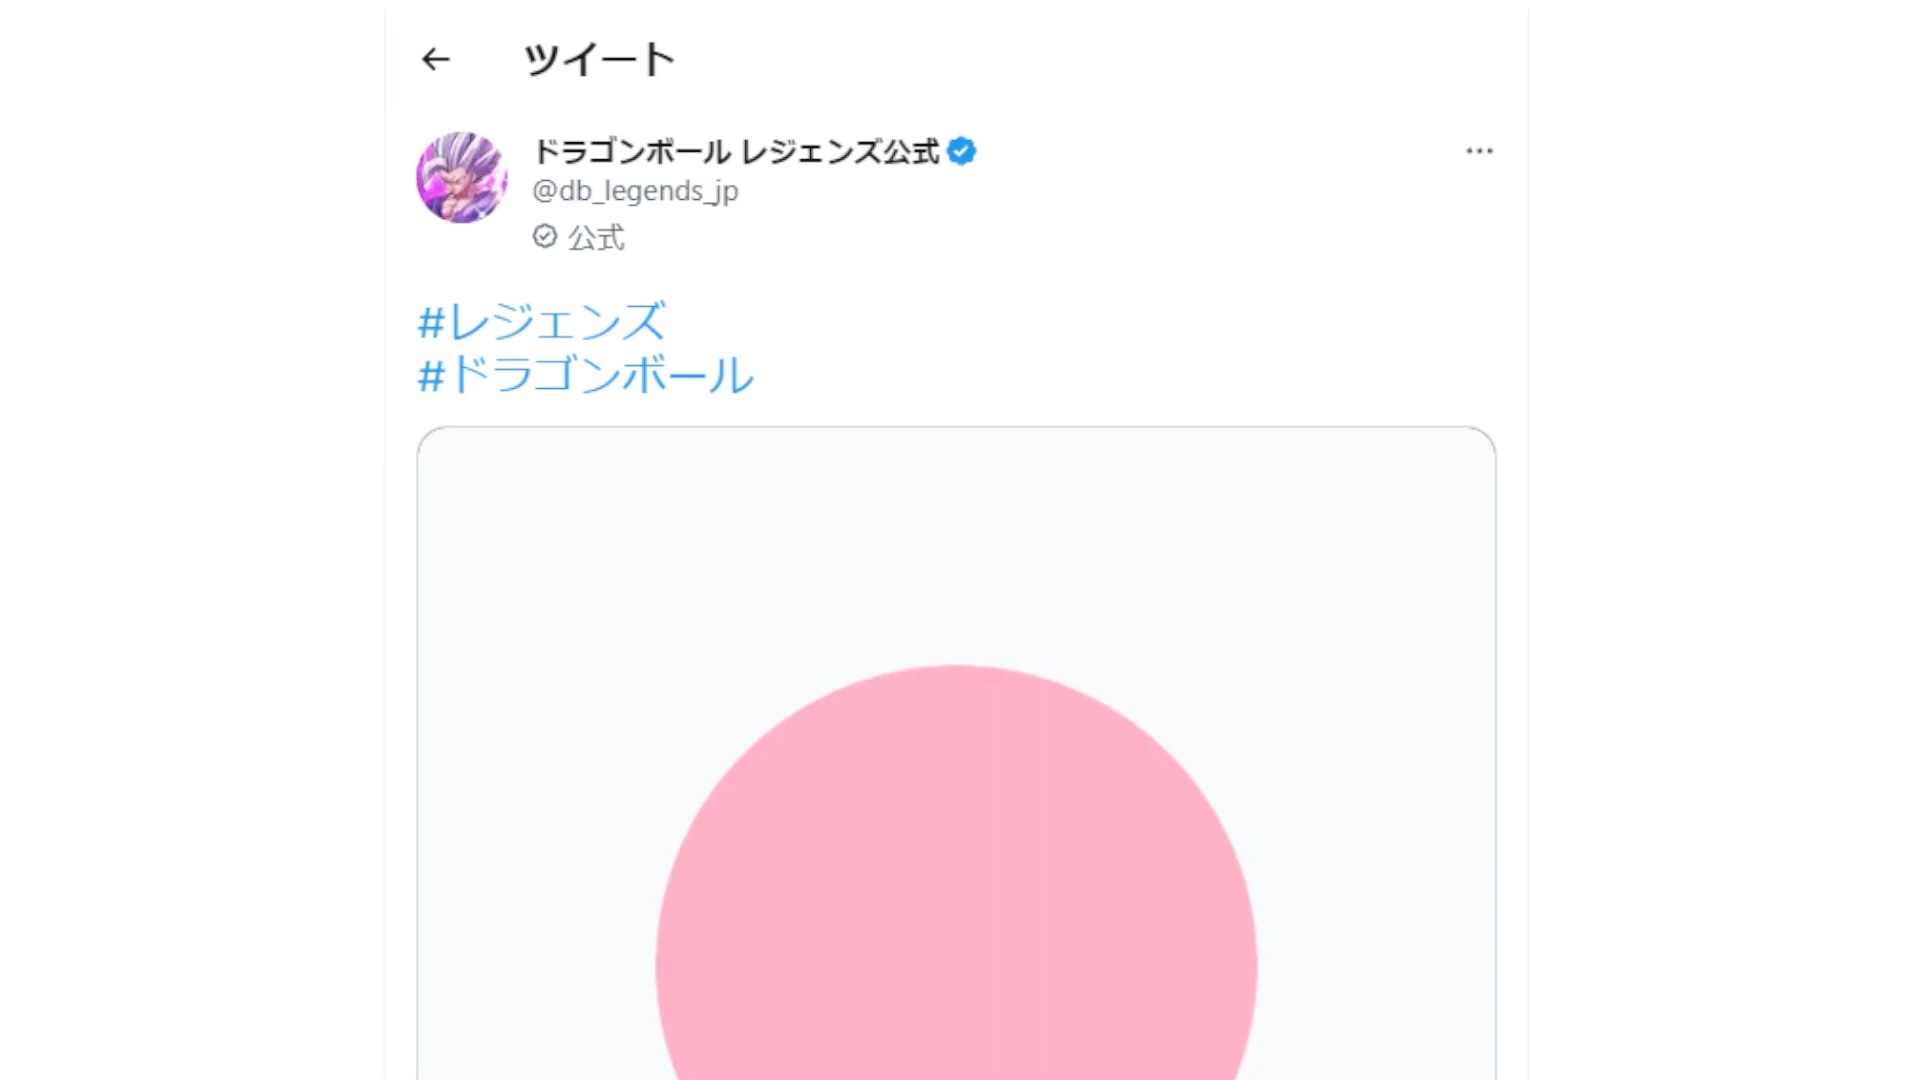 ツイート
ドラゴンボール レジェンズ公式
@db_legends_jp
公式
#レジェンズ
#ドラゴンボール